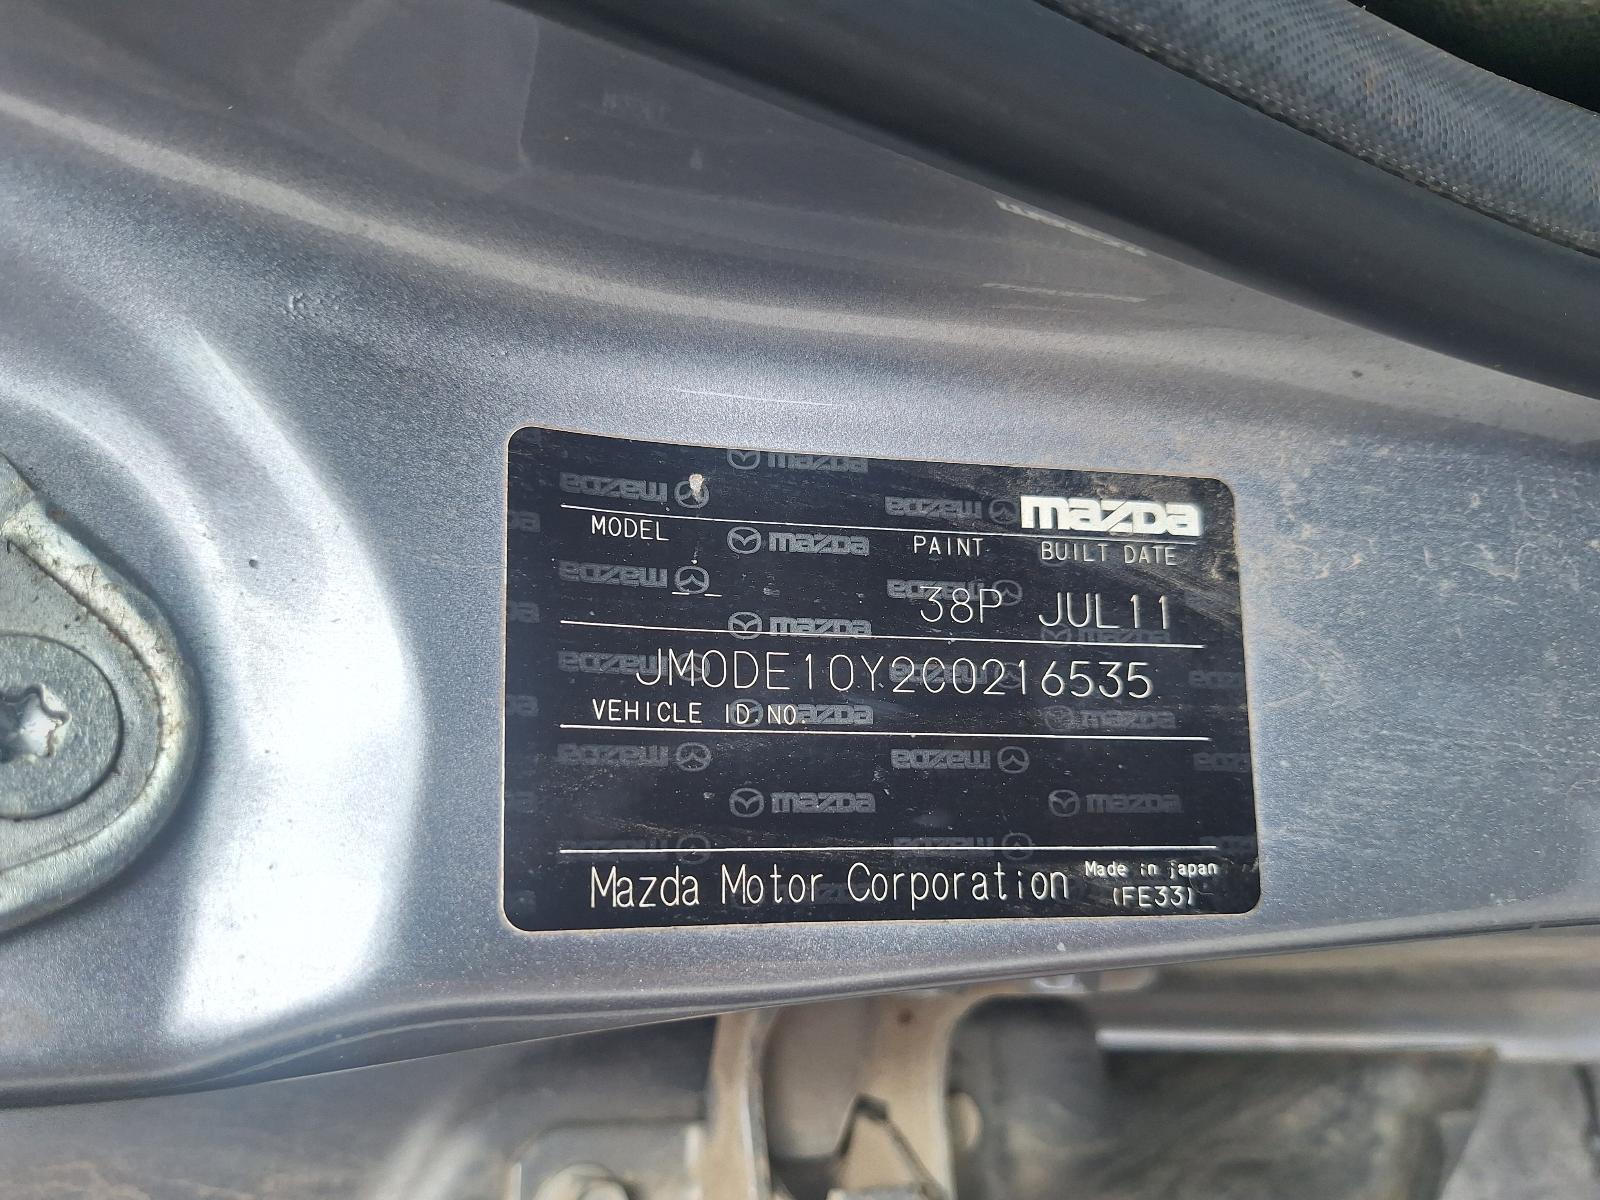 mazda
MODEL PAINT BUILT DATE
38P JUL11
JM0DE10Y2C0216535
VEHICLE ID.NO.
Mazda Motor Corporation Made in japan
(FE33)